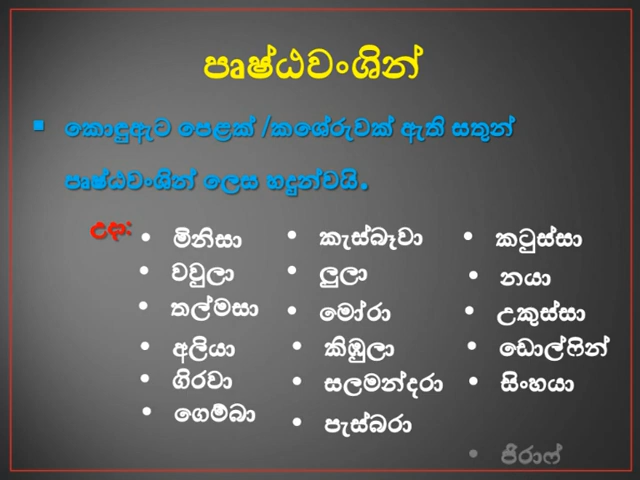 පෘෂ්ඨවංශින්
▪ කොඳුඇට පෙළක් /කශේරුවක් ඇති සතුන්
පෘෂ්ඨවංශින් ලෙස හදුන්වයි.
උදා:
• මිනිසා
• වවුලා
• තල්මසා
• අලියා
• ගිරවා
• ගෙම්බා
• කැස්බෑවා
• ලුලා
• මෝරා
• කිඹුලා
• සලමන්දරා
• පැස්බරා
• කටුස්සා
• නයා
• උකුස්සා
• ඩොල්ෆින්
• සිංහයා
• ජිරාෆ්